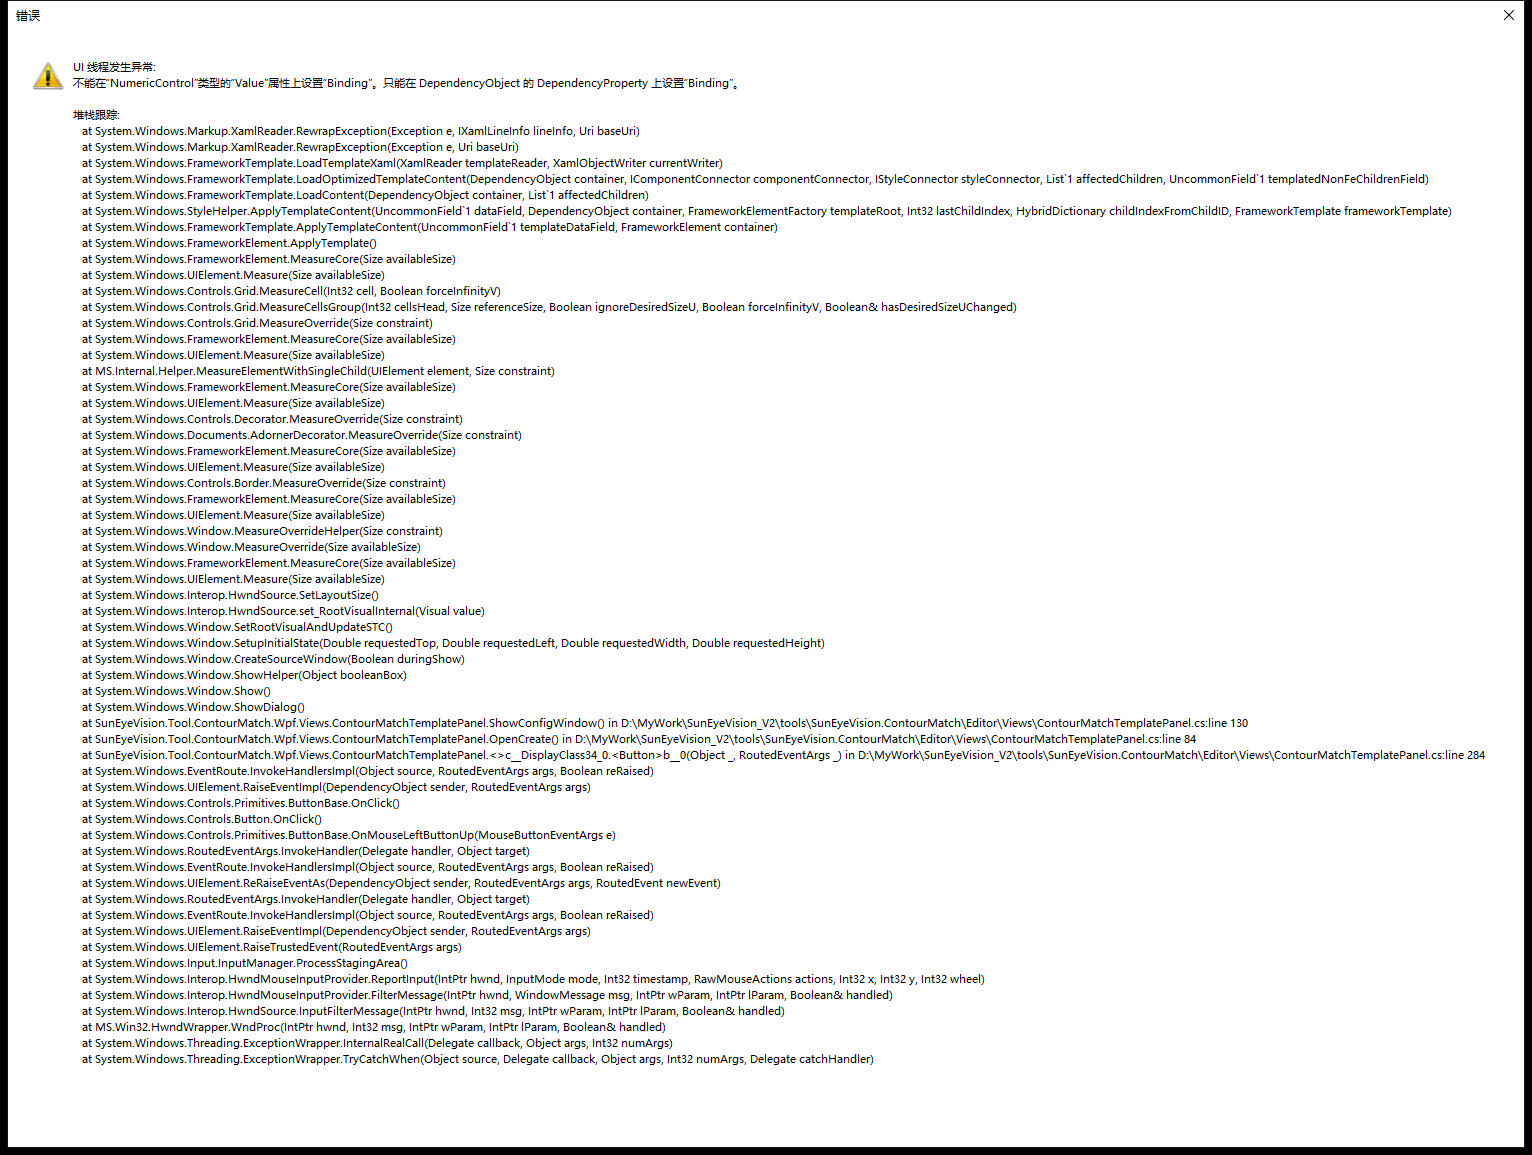 错误
UI 线程发生异常:
不能在"NumericControl"类型的"Value"属性上设置"Binding"。只能在 DependencyObject 的 DependencyProperty 上设置"Binding"。
堆栈跟踪:
at System.Windows.Markup.XamlReader.RewrapException(Exception e, IXamlLineInfo lineInfo, Uri baseUri)
at System.Windows.Markup.XamlReader.RewrapException(Exception e, Uri baseUri)
at System.Windows.FrameworkTemplate.LoadTemplateXaml(XamlReader templateReader, XamlObjectWriter currentWriter)
at System.Windows.FrameworkTemplate.LoadOptimizedTemplateContent(DependencyObject container, IComponentConnector componentConnector, IStyleConnector styleConnector, List`1 affectedChildren, UncommonField`1 templatedNonFeChildrenField)
at System.Windows.FrameworkTemplate.LoadContent(DependencyObject container, List`1 affectedChildren)
at System.Windows.StyleHelper.ApplyTemplateContent(UncommonField`1 dataField, DependencyObject container, FrameworkElementFactory templateRoot, Int32 lastChildIndex, HybridDictionary childIndexFromChildID, FrameworkTemplate frameworkTemplate)
at System.Windows.FrameworkTemplate.ApplyTemplateContent(UncommonField`1 templateDataField, FrameworkElement container)
at System.Windows.FrameworkElement.ApplyTemplate()
at System.Windows.FrameworkElement.MeasureCore(Size availableSize)
at System.Windows.UIElement.Measure(Size availableSize)
at System.Windows.Controls.Grid.MeasureCell(Int32 cell, Boolean forceInfinityV)
at System.Windows.Controls.Grid.MeasureCellsGroup(Int32 cellsHead, Size referenceSize, Boolean ignoreDesiredSizeU, Boolean forceInfinityV, Boolean& hasDesiredSizeUChanged)
at System.Windows.Controls.Grid.MeasureOverride(Size constraint)
at System.Windows.FrameworkElement.MeasureCore(Size availableSize)
at System.Windows.UIElement.Measure(Size availableSize)
at MS.Internal.Helper.MeasureElementWithSingleChild(UIElement element, Size constraint)
at System.Windows.FrameworkElement.MeasureCore(Size availableSize)
at System.Windows.UIElement.Measure(Size availableSize)
at System.Windows.Controls.Decorator.MeasureOverride(Size constraint)
at System.Windows.Documents.AdornerDecorator.MeasureOverride(Size constraint)
at System.Windows.FrameworkElement.MeasureCore(Size availableSize)
at System.Windows.UIElement.Measure(Size availableSize)
at System.Windows.Controls.Border.MeasureOverride(Size constraint)
at System.Windows.FrameworkElement.MeasureCore(Size availableSize)
at System.Windows.UIElement.Measure(Size availableSize)
at System.Windows.Window.MeasureOverrideHelper(Size constraint)
at System.Windows.Window.MeasureOverride(Size availableSize)
at System.Windows.FrameworkElement.MeasureCore(Size availableSize)
at System.Windows.UIElement.Measure(Size availableSize)
at System.Windows.Interop.HwndSource.SetLayoutSize()
at System.Windows.Interop.HwndSource.set_RootVisualInternal(Visual value)
at System.Windows.Window.SetRootVisualAndUpdateSTC()
at System.Windows.Window.SetupInitialState(Double requestedTop, Double requestedLeft, Double requestedWidth, Double requestedHeight)
at System.Windows.Window.CreateSourceWindow(Boolean duringShow)
at System.Windows.Window.ShowHelper(Object booleanBox)
at System.Windows.Window.Show()
at System.Windows.Window.ShowDialog()
at SunEyeVision.Tool.ContourMatch.Wpf.Views.ContourMatchTemplatePanel.ShowConfigWindow() in D:\MyWork\SunEyeVision_V2\tools\SunEyeVision.ContourMatch\Editor\Views\ContourMatchTemplatePanel.cs:line 130
at SunEyeVision.Tool.ContourMatch.Wpf.Views.ContourMatchTemplatePanel.OpenCreate() in D:\MyWork\SunEyeVision_V2\tools\SunEyeVision.ContourMatch\Editor\Views\ContourMatchTemplatePanel.cs:line 84
at SunEyeVision.Tool.ContourMatch.Wpf.Views.ContourMatchTemplatePanel.<>c__DisplayClass34_0.<Button>b__0(Object _, RoutedEventArgs _) in D:\MyWork\SunEyeVision_V2\tools\SunEyeVision.ContourMatch\Editor\Views\ContourMatchTemplatePanel.cs:line 284
at System.Windows.EventRoute.InvokeHandlersImpl(Object source, RoutedEventArgs args, Boolean reRaised)
at System.Windows.UIElement.RaiseEventImpl(DependencyObject sender, RoutedEventArgs args)
at System.Windows.Controls.Primitives.ButtonBase.OnClick()
at System.Windows.Controls.Button.OnClick()
at System.Windows.Controls.Primitives.ButtonBase.OnMouseLeftButtonUp(MouseButtonEventArgs e)
at System.Windows.RoutedEventArgs.InvokeHandler(Delegate handler, Object target)
at System.Windows.EventRoute.InvokeHandlersImpl(Object source, RoutedEventArgs args, Boolean reRaised)
at System.Windows.UIElement.ReRaiseEventAs(DependencyObject sender, RoutedEventArgs args, RoutedEvent newEvent)
at System.Windows.RoutedEventArgs.InvokeHandler(Delegate handler, Object target)
at System.Windows.EventRoute.InvokeHandlersImpl(Object source, RoutedEventArgs args, Boolean reRaised)
at System.Windows.UIElement.RaiseEventImpl(DependencyObject sender, RoutedEventArgs args)
at System.Windows.UIElement.RaiseTrustedEvent(RoutedEventArgs args)
at System.Windows.Input.InputManager.ProcessStagingArea()
at System.Windows.Interop.HwndMouseInputProvider.ReportInput(IntPtr hwnd, InputMode mode, Int32 timestamp, RawMouseActions actions, Int32 x, Int32 y, Int32 wheel)
at System.Windows.Interop.HwndMouseInputProvider.FilterMessage(IntPtr hwnd, WindowMessage msg, IntPtr wParam, IntPtr lParam, Boolean& handled)
at System.Windows.Interop.HwndSource.InputFilterMessage(IntPtr hwnd, Int32 msg, IntPtr wParam, IntPtr lParam, Boolean& handled)
at MS.Win32.HwndWrapper.WndProc(IntPtr hwnd, Int32 msg, IntPtr wParam, IntPtr lParam, Boolean& handled)
at System.Windows.Threading.ExceptionWrapper.InternalRealCall(Delegate callback, Object args, Int32 numArgs)
at System.Windows.Threading.ExceptionWrapper.TryCatchWhen(Object source, Delegate callback, Object args, Int32 numArgs, Delegate catchHandler)